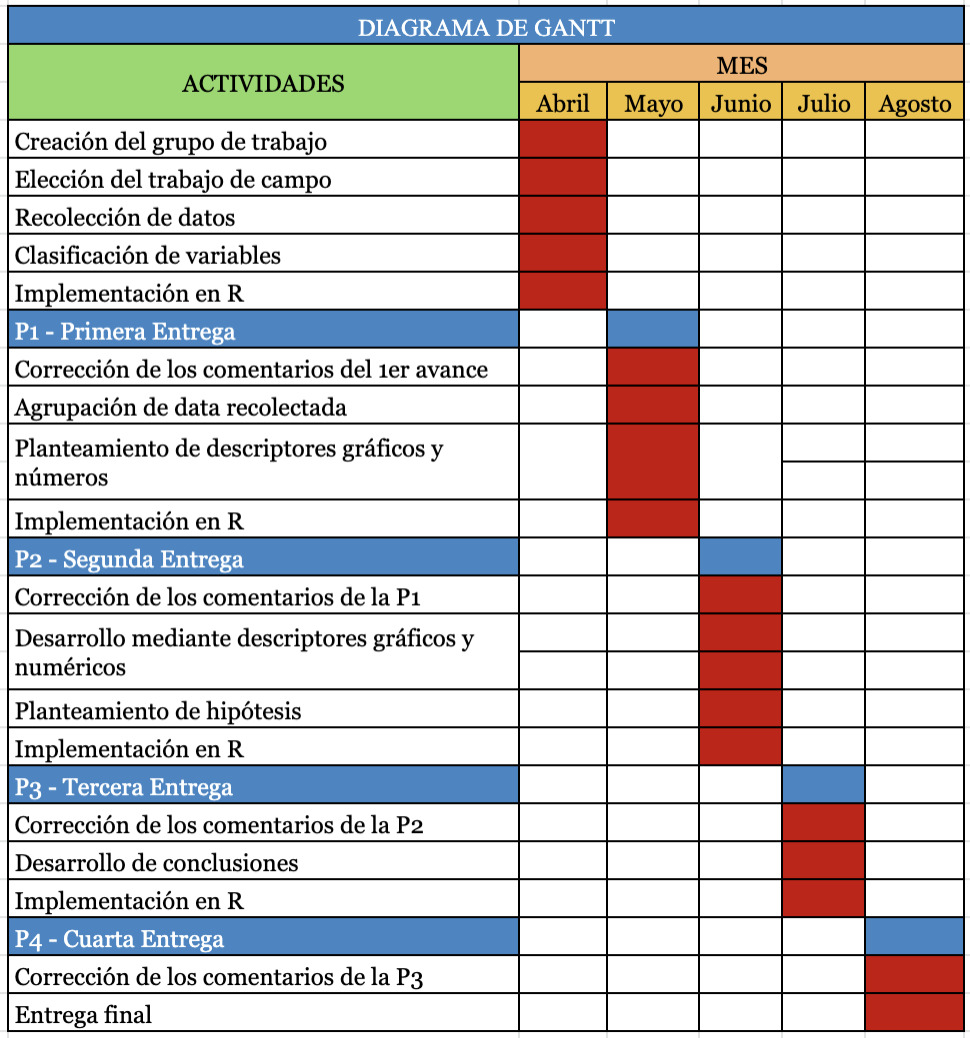 DIAGRAMA DE GANTT
ACTIVIDADES
MES
Abril Mayo Junio Julio Agosto
Creación del grupo de trabajo
Elección del trabajo de campo
Recolección de datos
Clasificación de variables
Implementación en R
P1 - Primera Entrega
Corrección de los comentarios del 1er avance
Agrupación de data recolectada
Planteamiento de descriptores gráficos y
números
Implementación en R
P2 - Segunda Entrega
Corrección de los comentarios de la P1
Desarrollo mediante descriptores gráficos y
numéricos
Planteamiento de hipótesis
Implementación en R
P3 - Tercera Entrega
Corrección de los comentarios de la P2
Desarrollo de conclusiones
Implementación en R
P4 - Cuarta Entrega
Corrección de los comentarios de la P3
Entrega final